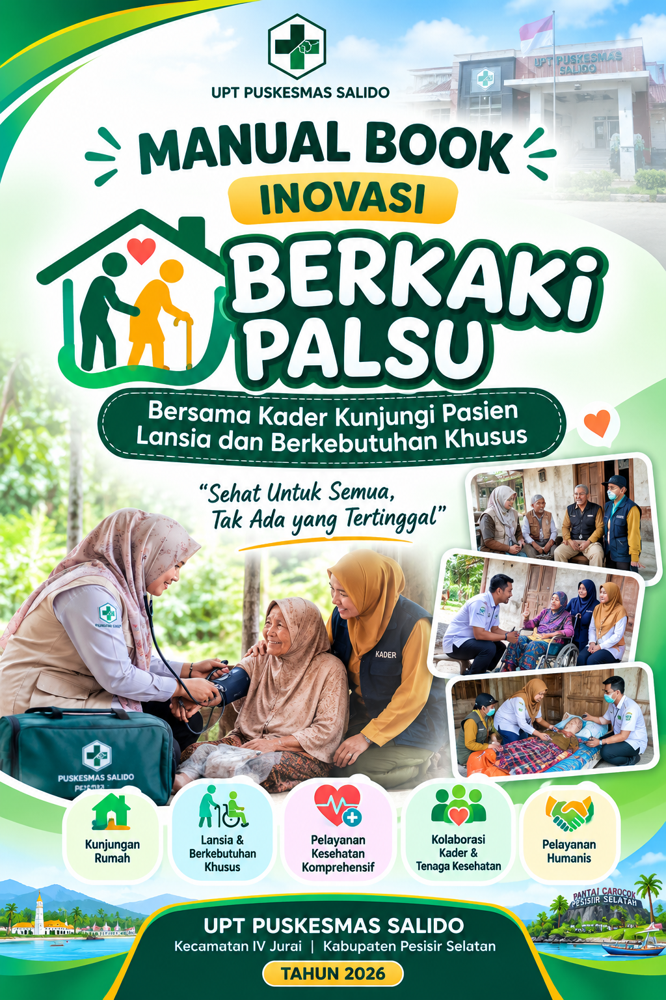 UPT PUSKESMAS SALIDO
UPT PUSKESMAS
SALIDO
MANUAL BOOK
INOVASI
BERKAKI
PALSU
Bersama Kader Kunjungi Pasien
Lansia dan Berkebutuhan Khusus
"Sehat Untuk Semua,
Tak Ada yang Tertinggal"
KADER
PUSKESMAS SALIDO
Kunjungan
Rumah
Lansia &
Berkebutuhan
Khusus
Pelayanan
Kesehatan
Komprehensif
Kolaborasi
Kader &
Tenaga Kesehatan
Pelayanan
Humanis
PANTAI CAROCOK
PESISIR SELATAN
UPT PUSKESMAS SALIDO
Kecamatan IV Jurai | Kabupaten Pesisir Selatan
TAHUN 2026